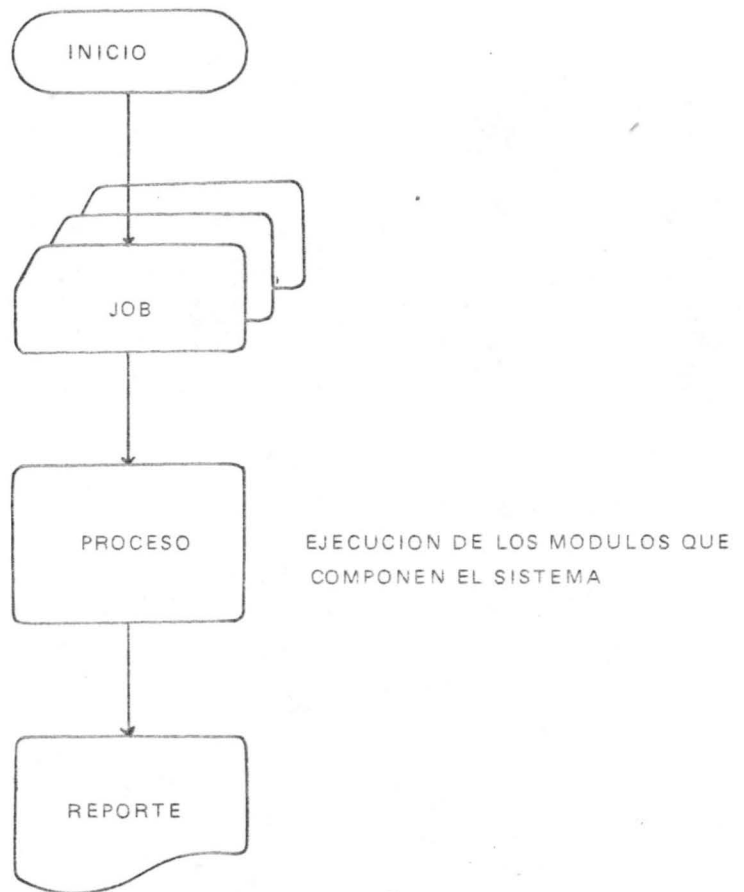 INICIO
JOB
PROCESO
EJECUCION DE LOS MODULOS QUE
COMPONEN EL SISTEMA
REPORTE